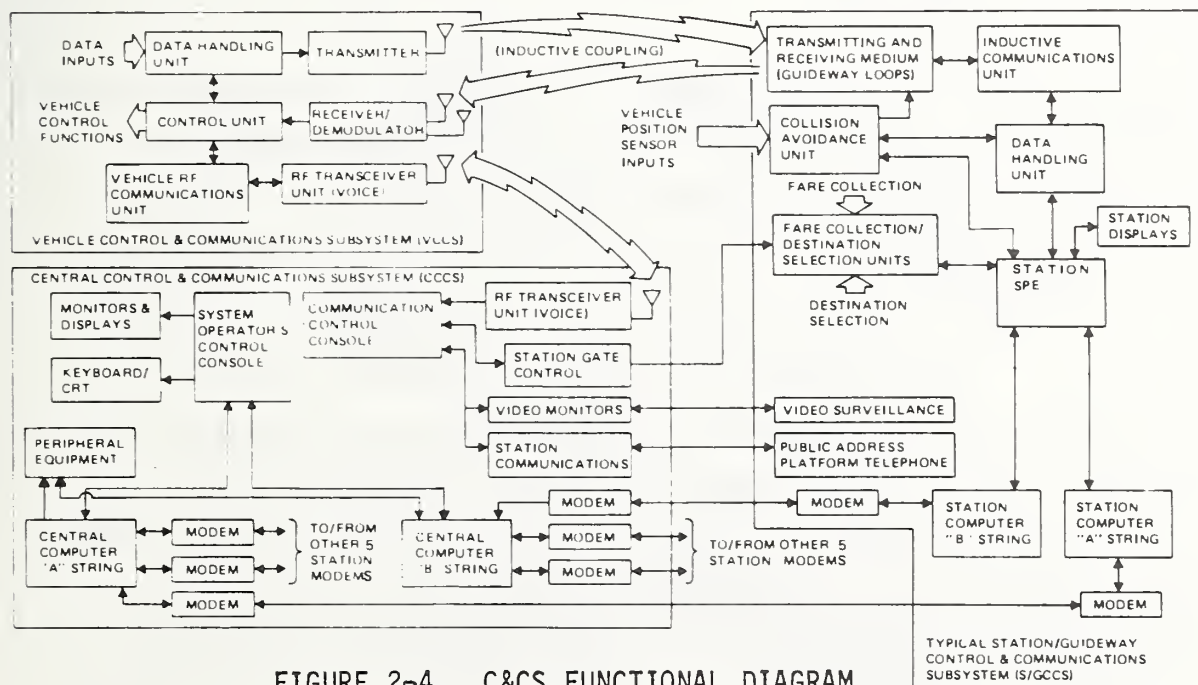 DATA
INPUTS
DATA HANDLING
UNIT
TRANSMITTER
(INDUCTIVE COUPLING)
TRANSMITTING AND
RECEIVING MEDIUM
(GUIDEWAY LOOPS)
INDUCTIVE
COMMUNICATIONS
UNIT
VEHICLE
CONTROL
FUNCTIONS
CONTROL UNIT
RECEIVER/
DEMODULATOR
VEHICLE
POSITION
SENSOR
INPUTS
COLLISION
AVOIDANCE
UNIT
DATA
HANDLING
UNIT
VEHICLE RF
COMMUNICATIONS
UNIT
RF TRANSCEIVER
UNIT (VOICE)
FARE COLLECTION
FARE COLLECTION/
DESTINATION
SELECTION UNITS
DESTINATION
SELECTION
STATION
DISPLAYS
STATION
SPE
VEHICLE CONTROL & COMMUNICATIONS SUBSYSTEM (VCCS)
CENTRAL CONTROL & COMMUNICATIONS SUBSYSTEM (CCCS)
MONITORS &
DISPLAYS
SYSTEM
OPERATOR'S
CONTROL
CONSOLE
COMMUNICATION
CONTROL
CONSOLE
RF TRANSCEIVER
UNIT (VOICE)
KEYBOARD/
CRT
STATION GATE
CONTROL
VIDEO MONITORS
VIDEO SURVEILLANCE
PERIPHERAL
EQUIPMENT
STATION
COMMUNICATIONS
PUBLIC ADDRESS
PLATFORM TELEPHONE
CENTRAL
COMPUTER
"A" STRING
MODEM
MODEM
MODEM
TO/FROM
OTHER 5
STATION
MODEMS
CENTRAL
COMPUTER
"B" STRING
MODEM
MODEM
MODEM
TO/FROM OTHER 5
STATION MODEMS
MODEM
STATION
COMPUTER
"B" STRING
STATION
COMPUTER
"A" STRING
MODEM
TYPICAL STATION/GUIDEWAY
CONTROL & COMMUNICATIONS
SUBSYSTEM (S/GCCS)
FIGURE 2-4. C&CS FUNCTIONAL DIAGRAM